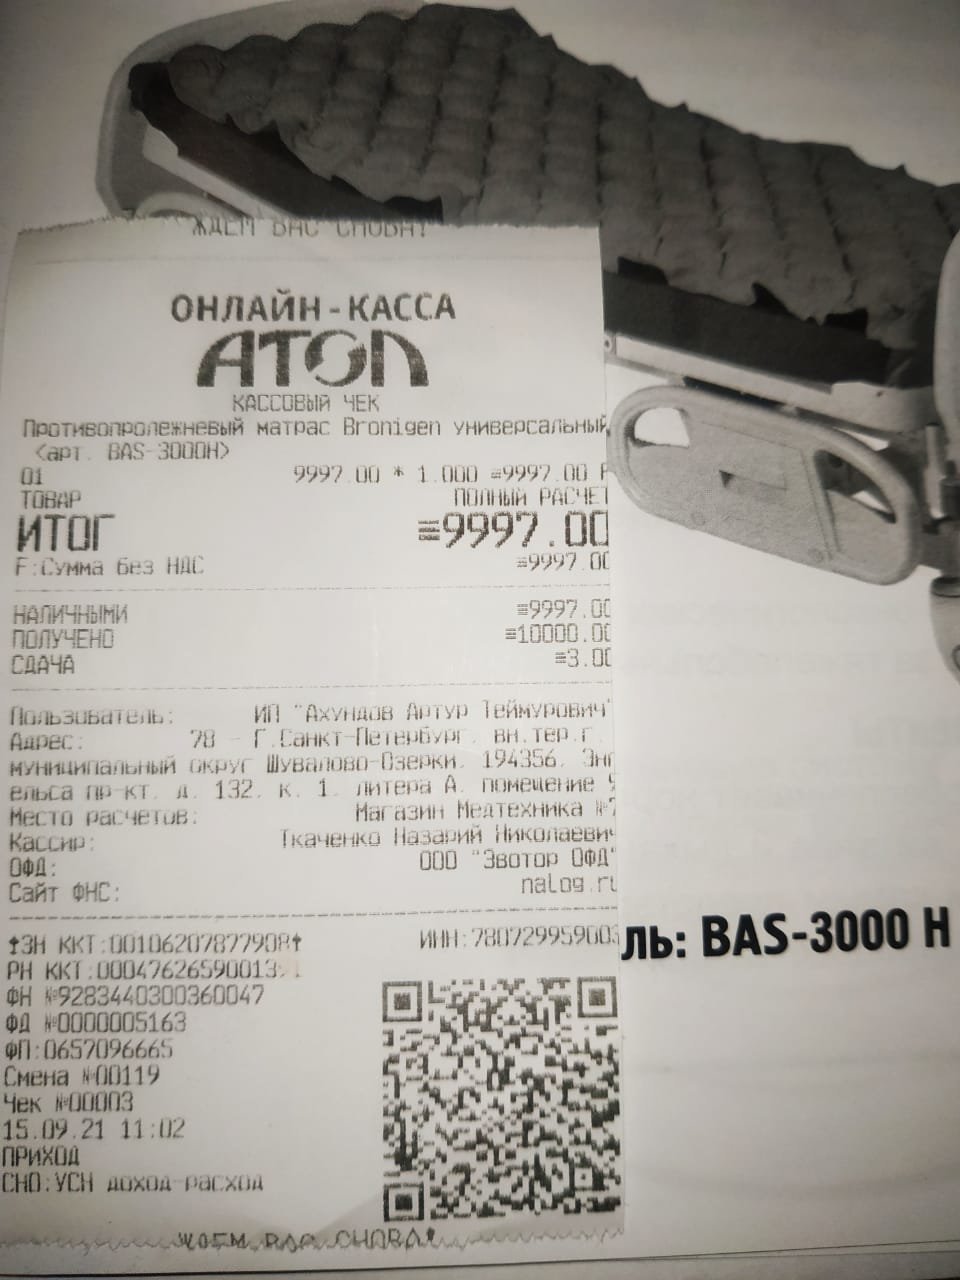 ЖДЕМ ВАС СНОВА!
ОНЛАЙН-КАССА
АТОЛ
КАССОВЫЙ ЧЕК
Противопролежневый матрас Bronigen универсальный
<арт. BAS-3000H>
01 9997.00 * 1.000 ≡9997.00
ТОВАР ПОЛНЫЙ РАСЧЕТ
ИТОГ ≡9997.00
F:Сумма без НДС ≡9997.00
НАЛИЧНЫМИ ≡9997.00
ПОЛУЧЕНО ≡10000.00
СДАЧА ≡3.00
Пользователь: ИП "Ахундов Артур Теймурович"
Адрес: 78 - Г.Санкт-Петербург, вн.тер.г.
муниципальный округ Шувалово-Озерки, 194356, Энг
ельса пр-кт, д. 132, к. 1, литера А, помещение
Место расчетов: Магазин Медтехника №7
Кассир: Ткаченко Назарий Николаевич
ОФД: ООО "Эвотор ОФД"
Сайт ФНС: nalog.ru
ЗН ККТ:00106207877908 ИНН:780729959003
РН ККТ:00047626590013
ФН №9283440300360047
ФД №0000005163
ФП:0657096665
Смена №00119
Чек №00003
15.09.21 11:02
ПРИХОД
СНО:УСН доход-расход
ЖДЕМ ВАС СНОВА!
ль: BAS-3000 H